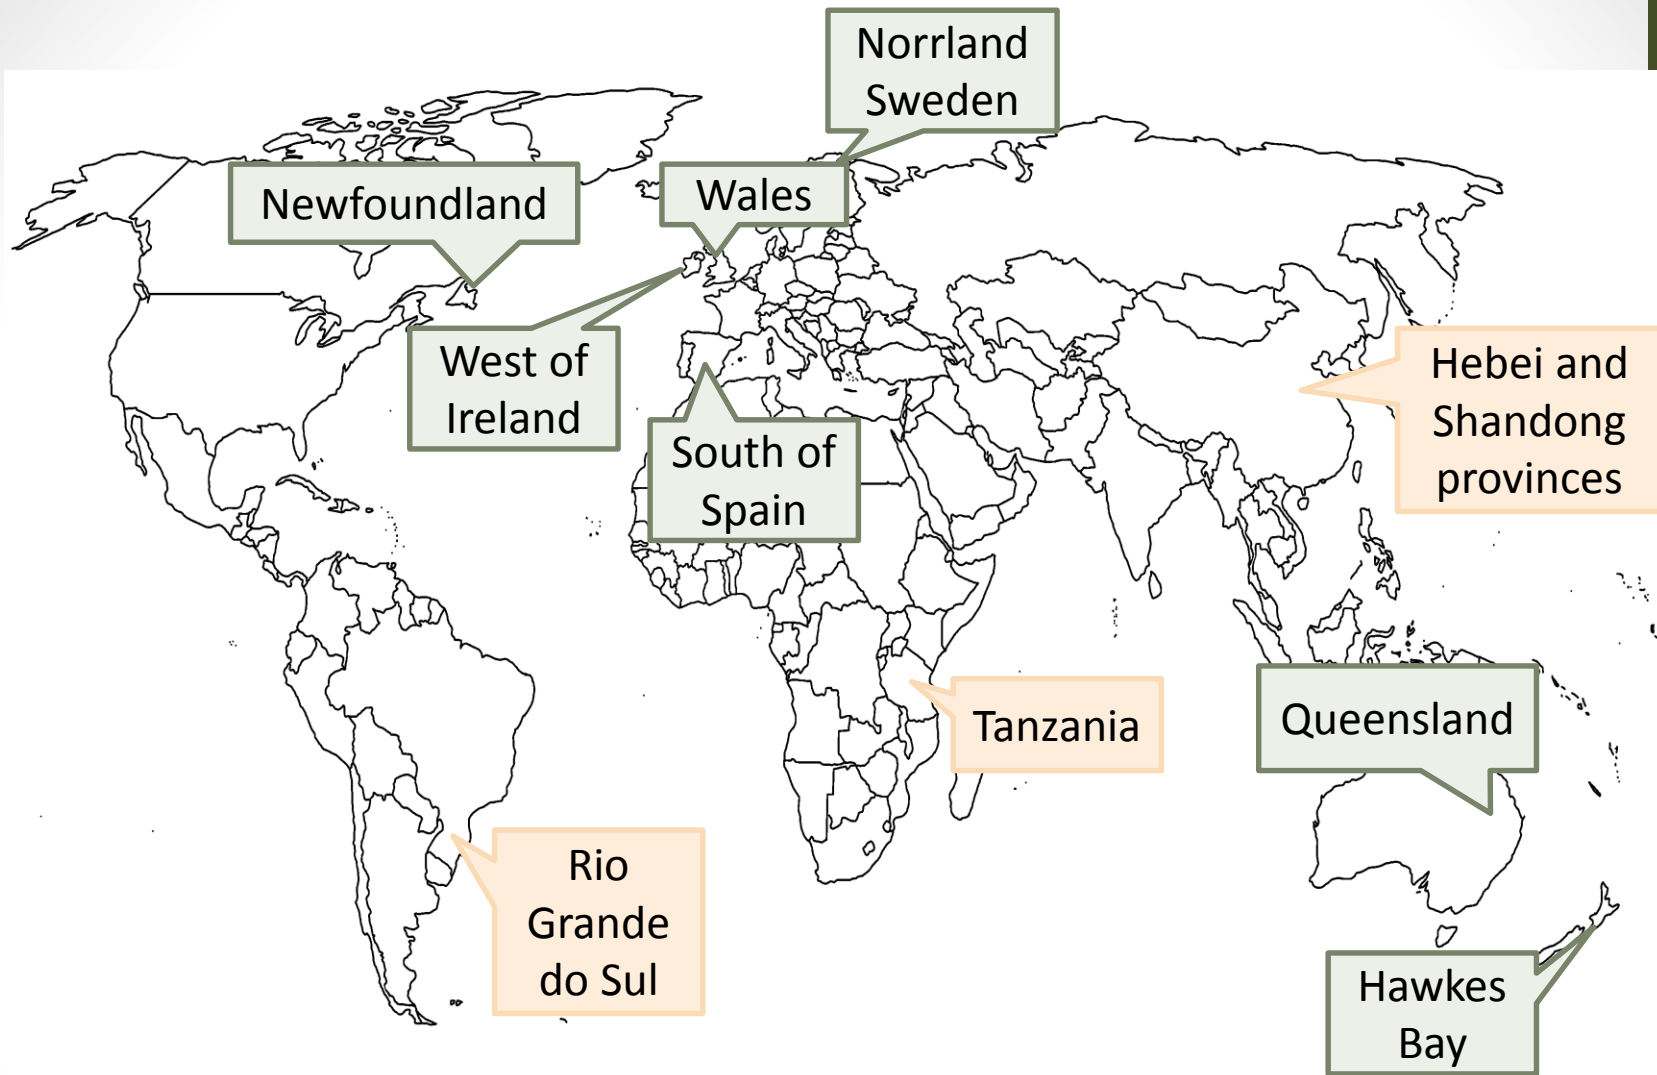 Norrland
Sweden
Newfoundland
Wales
West of
Ireland
South of
Spain
Hebei and
Shandong
provinces
Tanzania
Queensland
Rio
Grande
do Sul
Hawkes
Bay